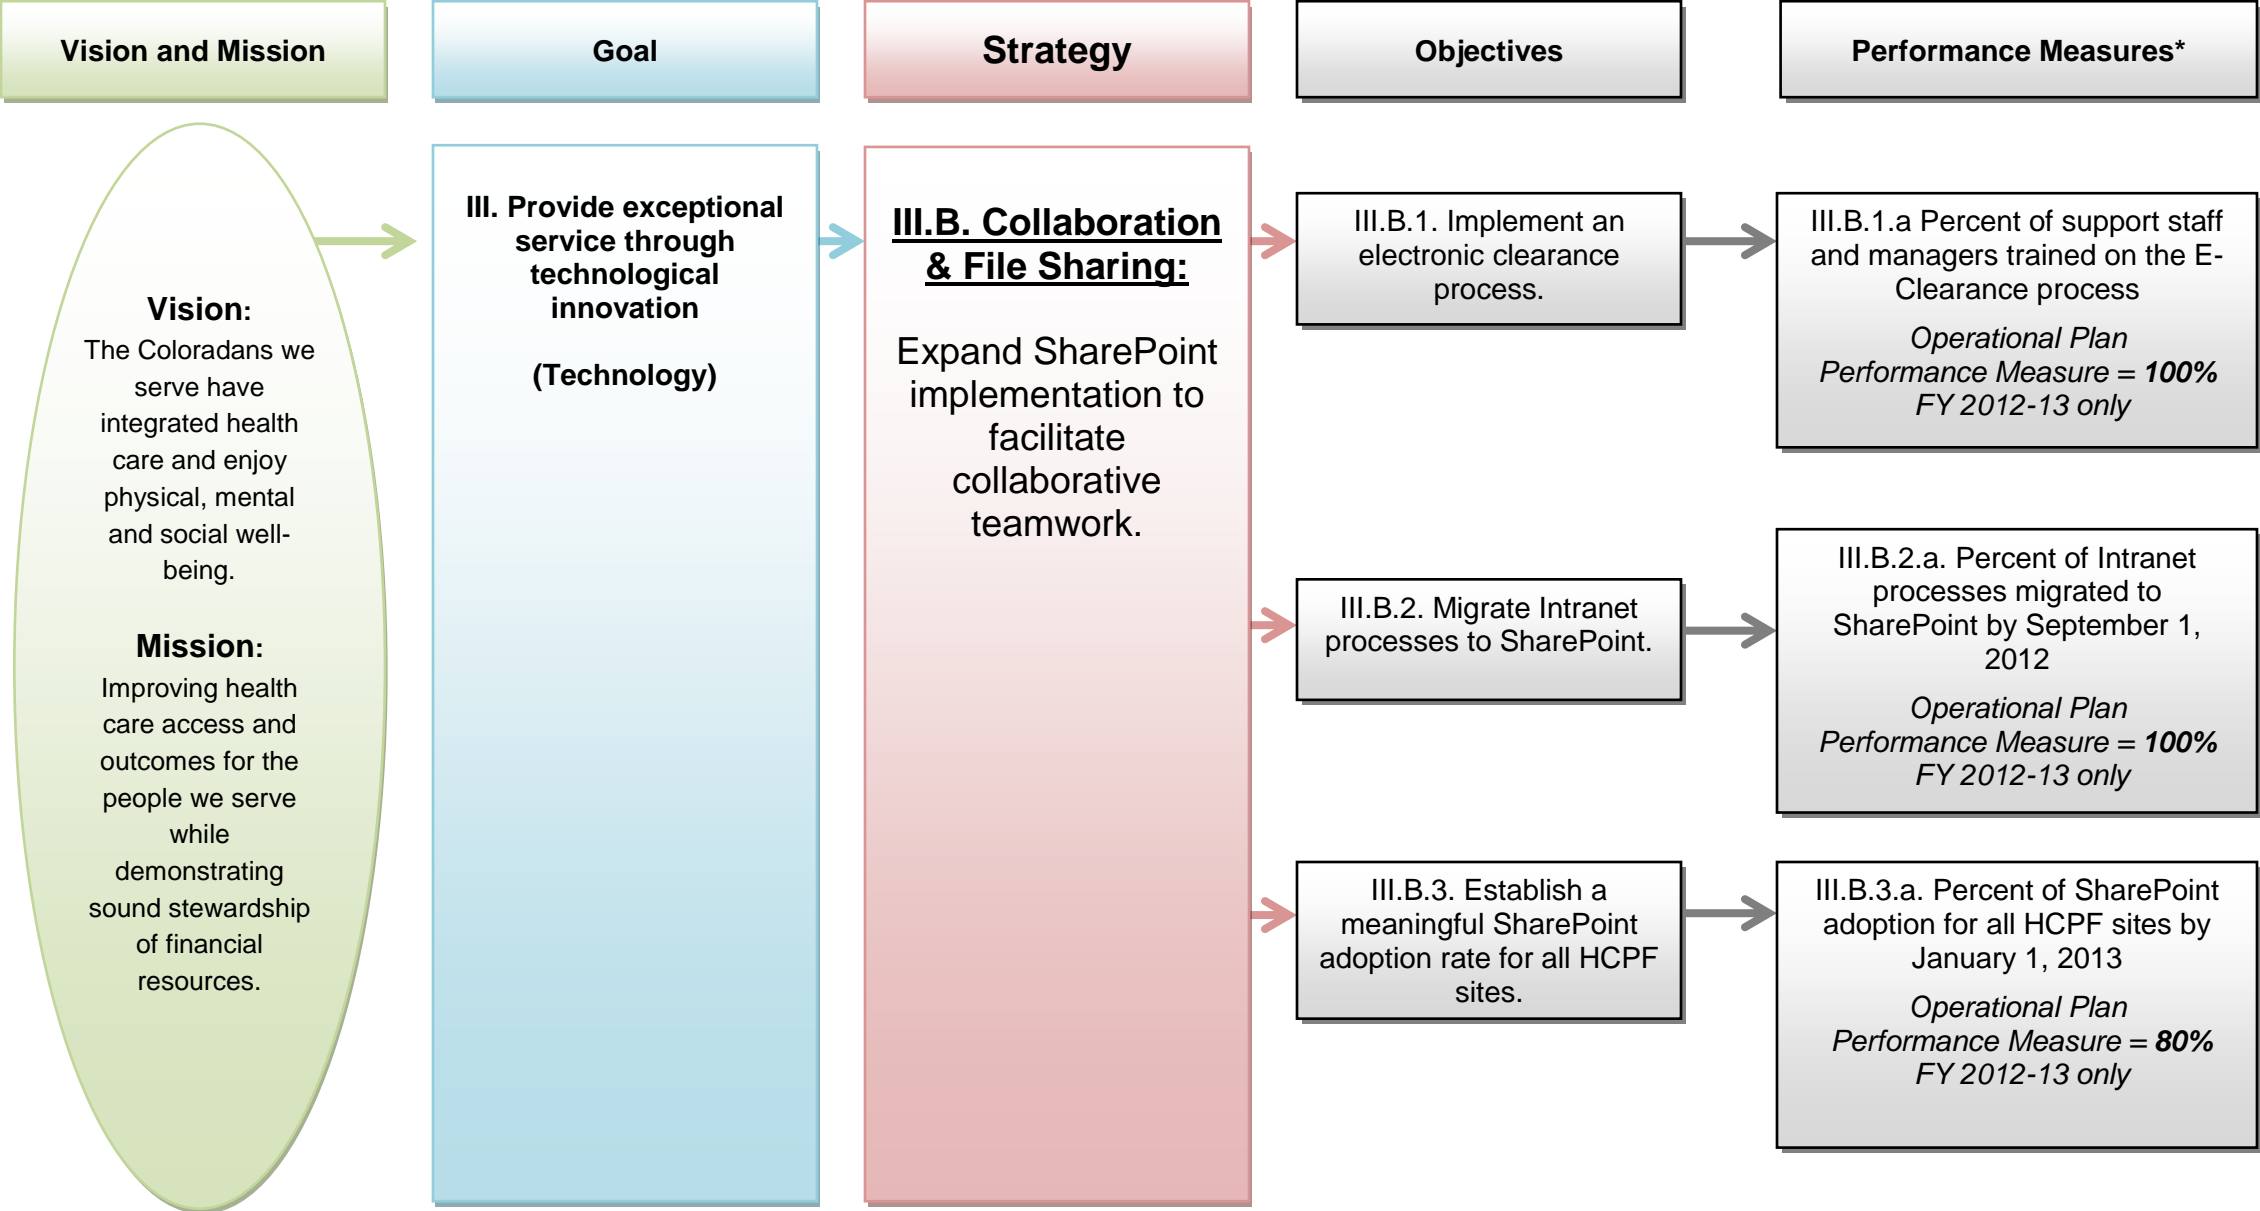 Vision and Mission
Goal
Strategy
Objectives
Performance Measures*
Vision:
The Coloradans we
serve have
integrated health
care and enjoy
physical, mental
and social well-
being.
Mission:
Improving health
care access and
outcomes for the
people we serve
while
demonstrating
sound stewardship
of financial
resources.
III. Provide exceptional
service through
technological
innovation
(Technology)
III.B. Collaboration
& File Sharing:
Expand SharePoint
implementation to
facilitate
collaborative
teamwork.
III.B.1. Implement an
electronic clearance
process.
III.B.1.a Percent of support staff
and managers trained on the E-
Clearance process
Operational Plan
Performance Measure = 100%
FY 2012-13 only
III.B.2. Migrate Intranet
processes to SharePoint.
III.B.2.a. Percent of Intranet
processes migrated to
SharePoint by September 1,
2012
Operational Plan
Performance Measure = 100%
FY 2012-13 only
III.B.3. Establish a
meaningful SharePoint
adoption rate for all HCPF
sites.
III.B.3.a. Percent of SharePoint
adoption for all HCPF sites by
January 1, 2013
Operational Plan
Performance Measure = 80%
FY 2012-13 only